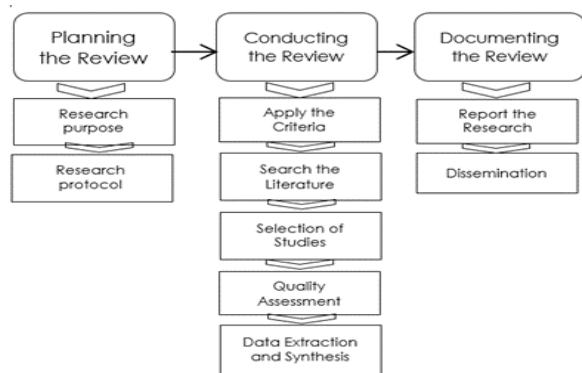 Planning
the Review
Research
purpose
Research
protocol
Conducting
the Review
Apply the
Criteria
Search the
Literature
Selection of
Studies
Quality
Assessment
Data Extraction
and Synthesis
Documenting
the Review
Report the
Research
Dissemination